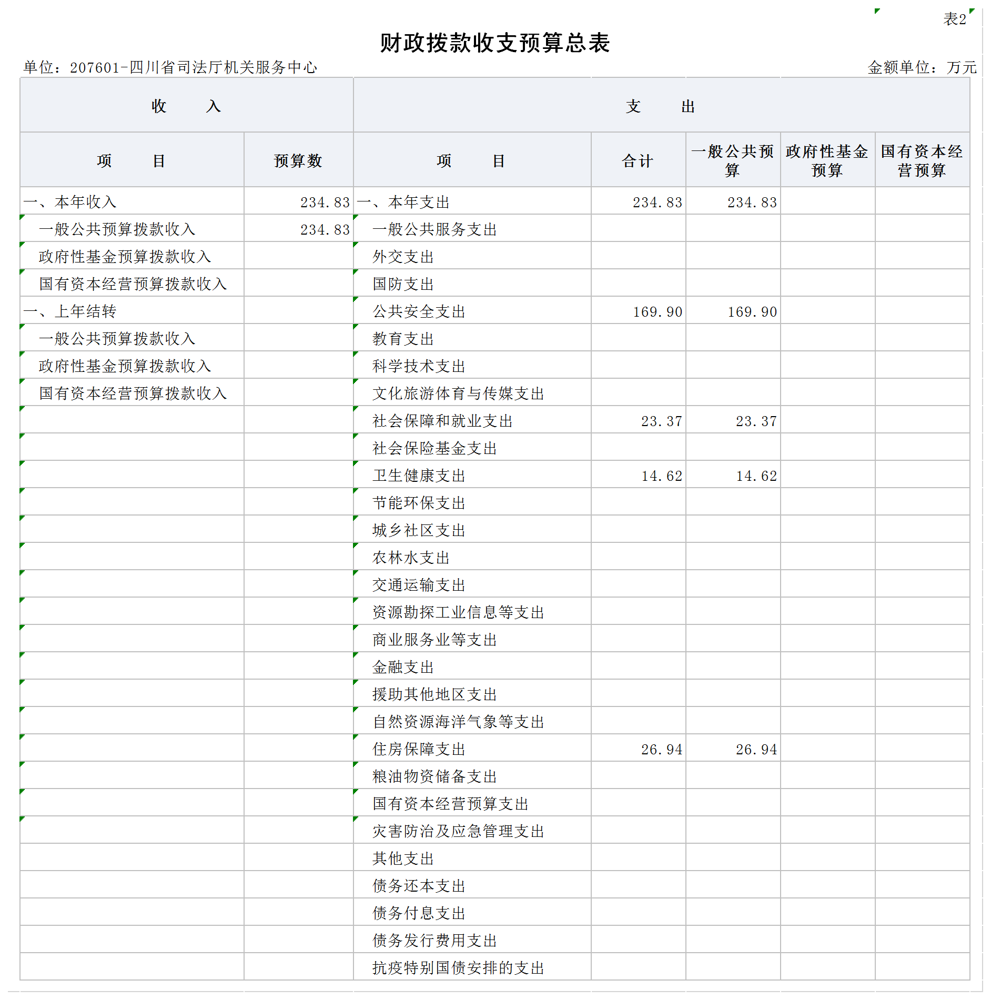 表2
财政拨款收支预算总表
单位：207601-四川省司法厅机关服务中心 金额单位：万元
收 入 支 出
项 目 预算数 项 目 合计 一般公共预算 政府性基金预算 国有资本经营预算
一、本年收入 234.83 一、本年支出 234.83 234.83
一般公共预算拨款收入 234.83 一般公共服务支出
政府性基金预算拨款收入 外交支出
国有资本经营预算拨款收入 国防支出
一、上年结转 公共安全支出 169.90 169.90
一般公共预算拨款收入 教育支出
政府性基金预算拨款收入 科学技术支出
国有资本经营预算拨款收入 文化旅游体育与传媒支出
社会保障和就业支出 23.37 23.37
社会保险基金支出
卫生健康支出 14.62 14.62
节能环保支出
城乡社区支出
农林水支出
交通运输支出
资源勘探工业信息等支出
商业服务业等支出
金融支出
援助其他地区支出
自然资源海洋气象等支出
住房保障支出 26.94 26.94
粮油物资储备支出
国有资本经营预算支出
灾害防治及应急管理支出
其他支出
债务还本支出
债务付息支出
债务发行费用支出
抗疫特别国债安排的支出